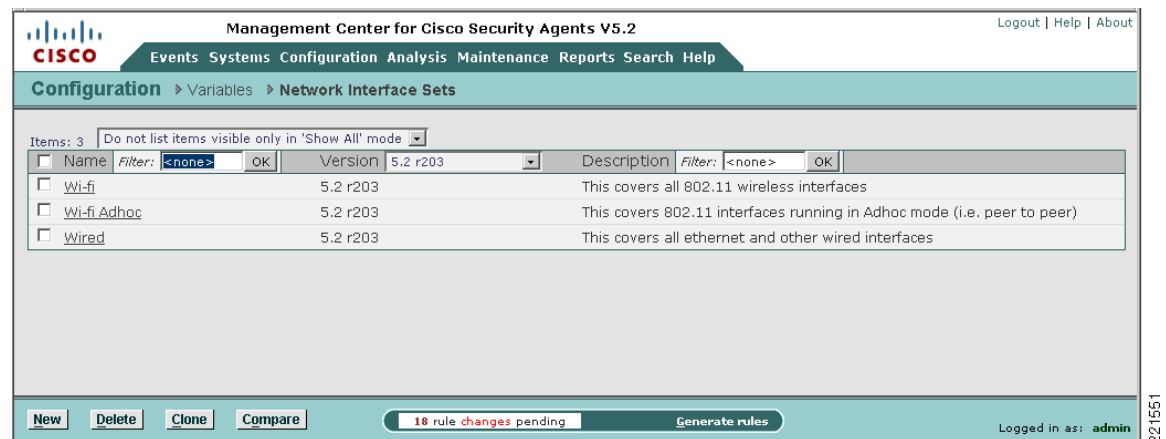 Management Center for Cisco Security Agents V5.2
Logout | Help | About
CISCO
Events Systems Configuration Analysis Maintenance Reports Search Help
Configuration Variables Network Interface Sets
Items: 3 Do not list items visible only in 'Show All' mode
Name Filter: <none> OK Version 5.2 r203 Description Filter: <none> OK
Wi-fi 5.2 r203 This covers all 802.11 wireless interfaces
Wi-fi Adhoc 5.2 r203 This covers 802.11 interfaces running in Adhoc mode (i.e. peer to peer)
Wired 5.2 r203 This covers all ethernet and other wired interfaces
New Delete Clone Compare 18 rule changes pending Generate rules Logged in as: admin